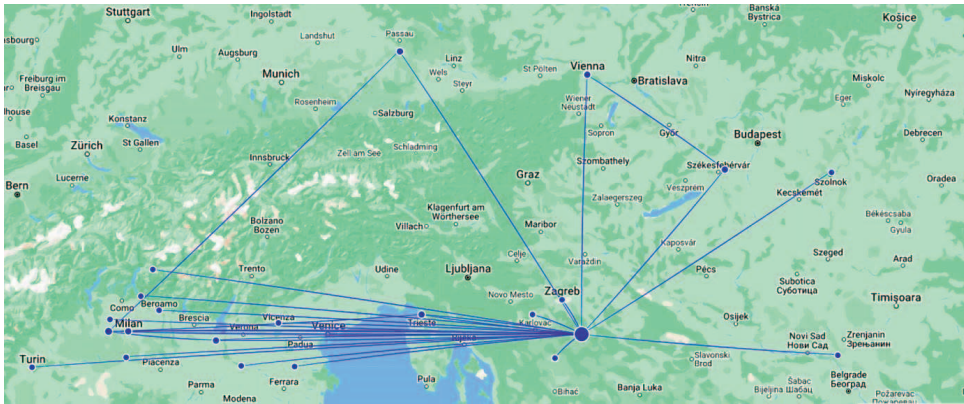 Stuttgart
Ingolstadt
Banská
Bystrica
Košice
Landshut
Passau
Ulm
Augsburg
Linz
Wels
Steyr
St Pölten
Vienna
Nitra
Bratislava
Miskolc
Freiburg im
Breisgau
Munich
Rosenheim
Wiener
Neustadt
Eger
Nyíregyháza
Konstanz
Salzburg
Sopron
Győr
Budapest
Debrecen
Basel
Zürich
St Gallen
Innsbruck
Zell am See
Schladming
Szombathely
Székesfehérvár
Bern
Lucerne
Graz
Veszprém
Szolnok
Kecskemét
Oradea
Zalaegerszeg
Bolzano
Bozen
Villach
Klagenfurt am
Wörthersee
Maribor
Békéscsaba
Gyula
Kaposvár
Trento
Udine
Ljubljana
Celje
Varaždin
Pécs
Szeged
Arad
Subotica
Суботица
Como
Bergamo
Novo Mesto
Zagreb
Timișoara
Milan
Brescia
Verona
Vicenza
Venice
Trieste
Karlovac
Osijek
Padua
Rijeka
Novi Sad
Нови Сад
Zrenjanin
Зрењанин
Turin
Piacenza
Slavonski
Brod
Parma
Modena
Ferrara
Pula
Bihać
Banja Luka
Bijeljina
Šabac
Шабац
Belgrade
Београд
Požarevac